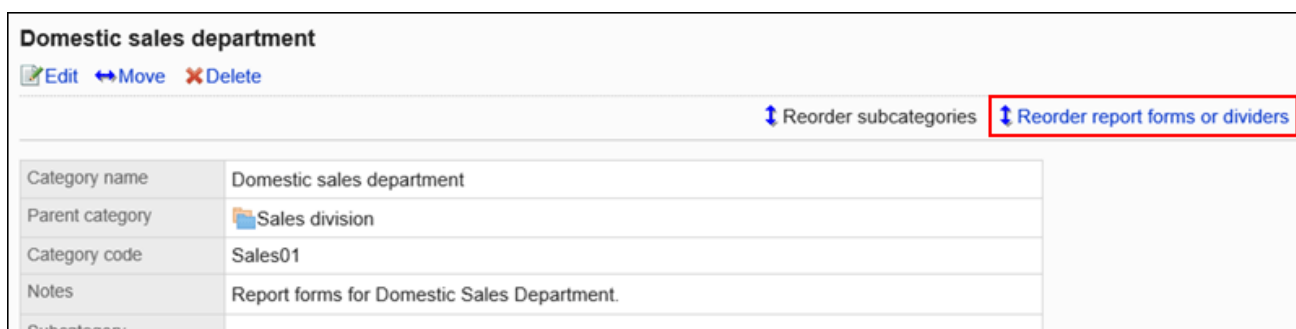 Domestic sales department
Edit Move Delete
Reorder subcategories Reorder report forms or dividers
Category name Domestic sales department
Parent category Sales division
Category code Sales01
Notes Report forms for Domestic Sales Department.